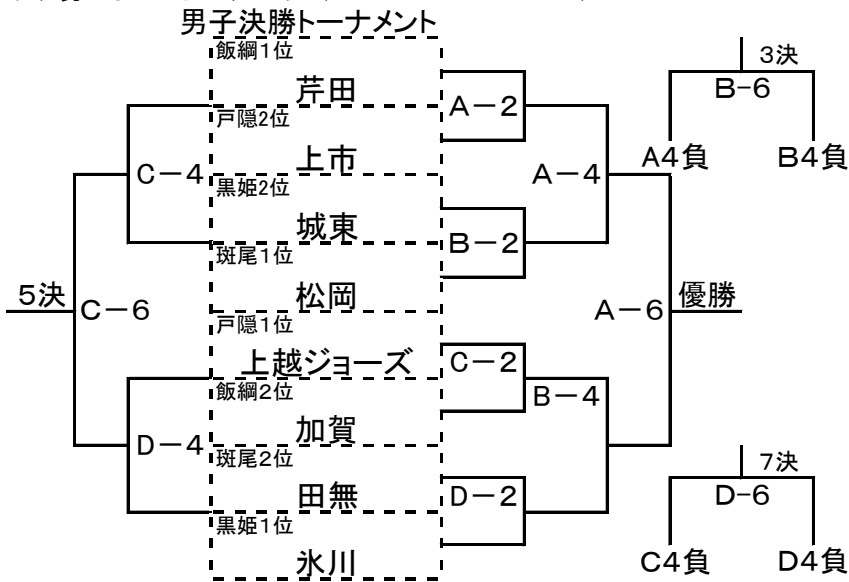 男子決勝トーナメント
飯綱1位
芹田
戸隠2位
上市
黒姫2位
城東
斑尾1位
松岡
戸隠1位
上越ジョーズ
飯綱2位
加賀
斑尾2位
田無
黒姫1位
氷川
A-2
B-2
C-2
D-2
A-4
B-4
A-6
優勝
C-4
D-4
C-6
5決
3決
B-6
A4負 B4負
7決
D-6
C4負 D4負